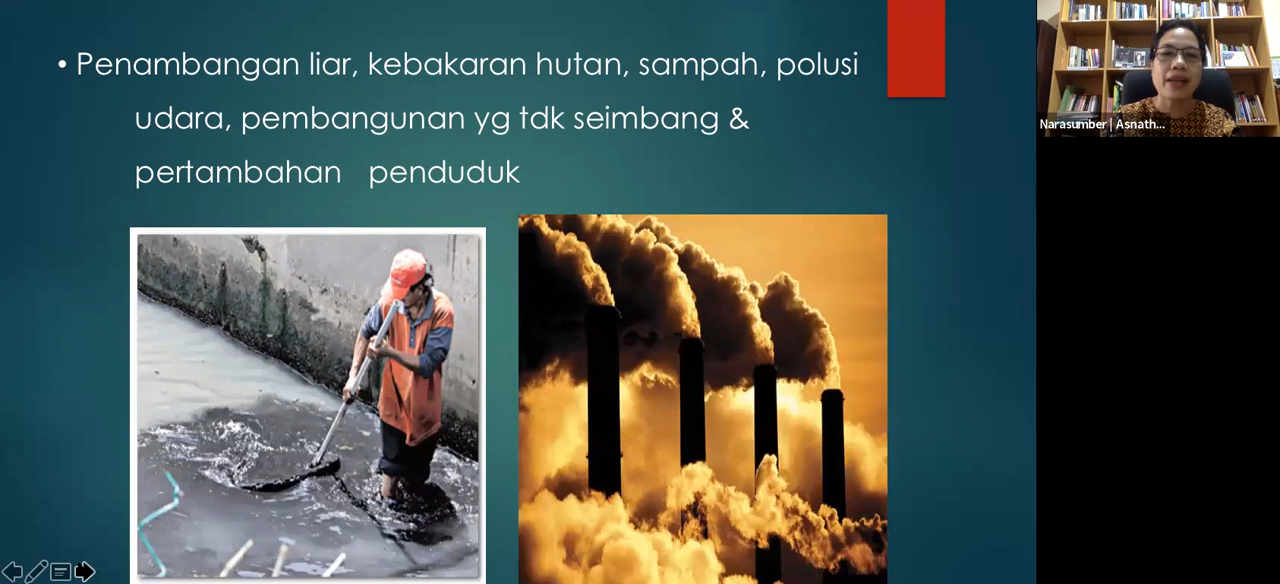 • Penambangan liar, kebakaran hutan, sampah, polusi
udara, pembangunan yg tdk seimbang &
pertambahan penduduk
Narasumber | Asnath...